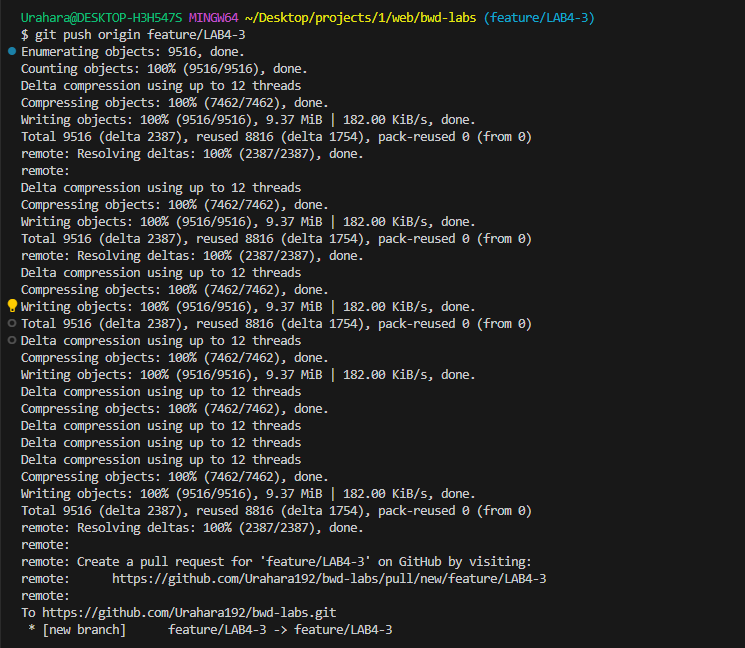 Urahara@DESKTOP-H3H547S MINGW64 ~/Desktop/projects/1/web/bwd-labs (feature/LAB4-3)
$ git push origin feature/LAB4-3
Enumerating objects: 9516, done.
Counting objects: 100% (9516/9516), done.
Delta compression using up to 12 threads
Compressing objects: 100% (7462/7462), done.
Writing objects: 100% (9516/9516), 9.37 MiB | 182.00 KiB/s, done.
Total 9516 (delta 2387), reused 8816 (delta 1754), pack-reused 0 (from 0)
remote: Resolving deltas: 100% (2387/2387), done.
remote:
Delta compression using up to 12 threads
Compressing objects: 100% (7462/7462), done.
Writing objects: 100% (9516/9516), 9.37 MiB | 182.00 KiB/s, done.
Total 9516 (delta 2387), reused 8816 (delta 1754), pack-reused 0 (from 0)
remote: Resolving deltas: 100% (2387/2387), done.
Delta compression using up to 12 threads
Compressing objects: 100% (7462/7462), done.
Writing objects: 100% (9516/9516), 9.37 MiB | 182.00 KiB/s, done.
Total 9516 (delta 2387), reused 8816 (delta 1754), pack-reused 0 (from 0)
Delta compression using up to 12 threads
Compressing objects: 100% (7462/7462), done.
Writing objects: 100% (9516/9516), 9.37 MiB | 182.00 KiB/s, done.
Delta compression using up to 12 threads
Compressing objects: 100% (7462/7462), done.
Delta compression using up to 12 threads
Delta compression using up to 12 threads
Delta compression using up to 12 threads
Compressing objects: 100% (7462/7462), done.
Writing objects: 100% (9516/9516), 9.37 MiB | 182.00 KiB/s, done.
Total 9516 (delta 2387), reused 8816 (delta 1754), pack-reused 0 (from 0)
remote: Resolving deltas: 100% (2387/2387), done.
remote:
remote: Create a pull request for 'feature/LAB4-3' on GitHub by visiting:
remote:      https://github.com/Urahara192/bwd-labs/pull/new/feature/LAB4-3
remote:
To https://github.com/Urahara192/bwd-labs.git
 * [new branch]      feature/LAB4-3 -> feature/LAB4-3